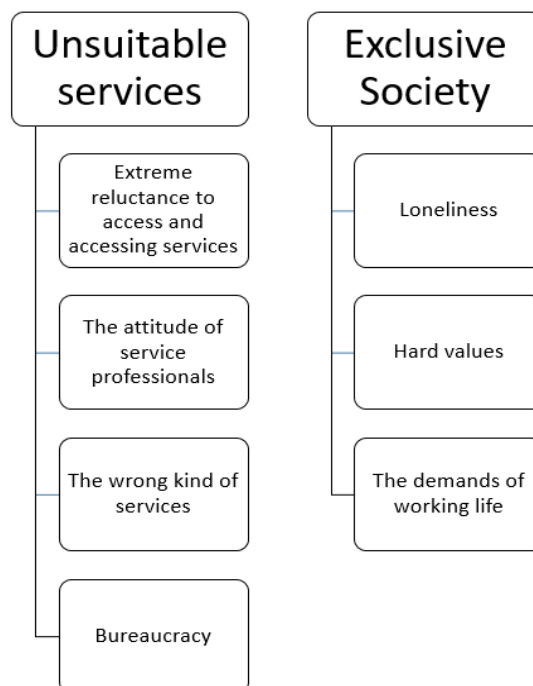 Unsuitable
services
Extreme
reluctance to
access and
accessing services
The attitude of
service
professionals
The wrong kind of
services
Bureaucracy
Exclusive
Society
Loneliness
Hard values
The demands of
working life